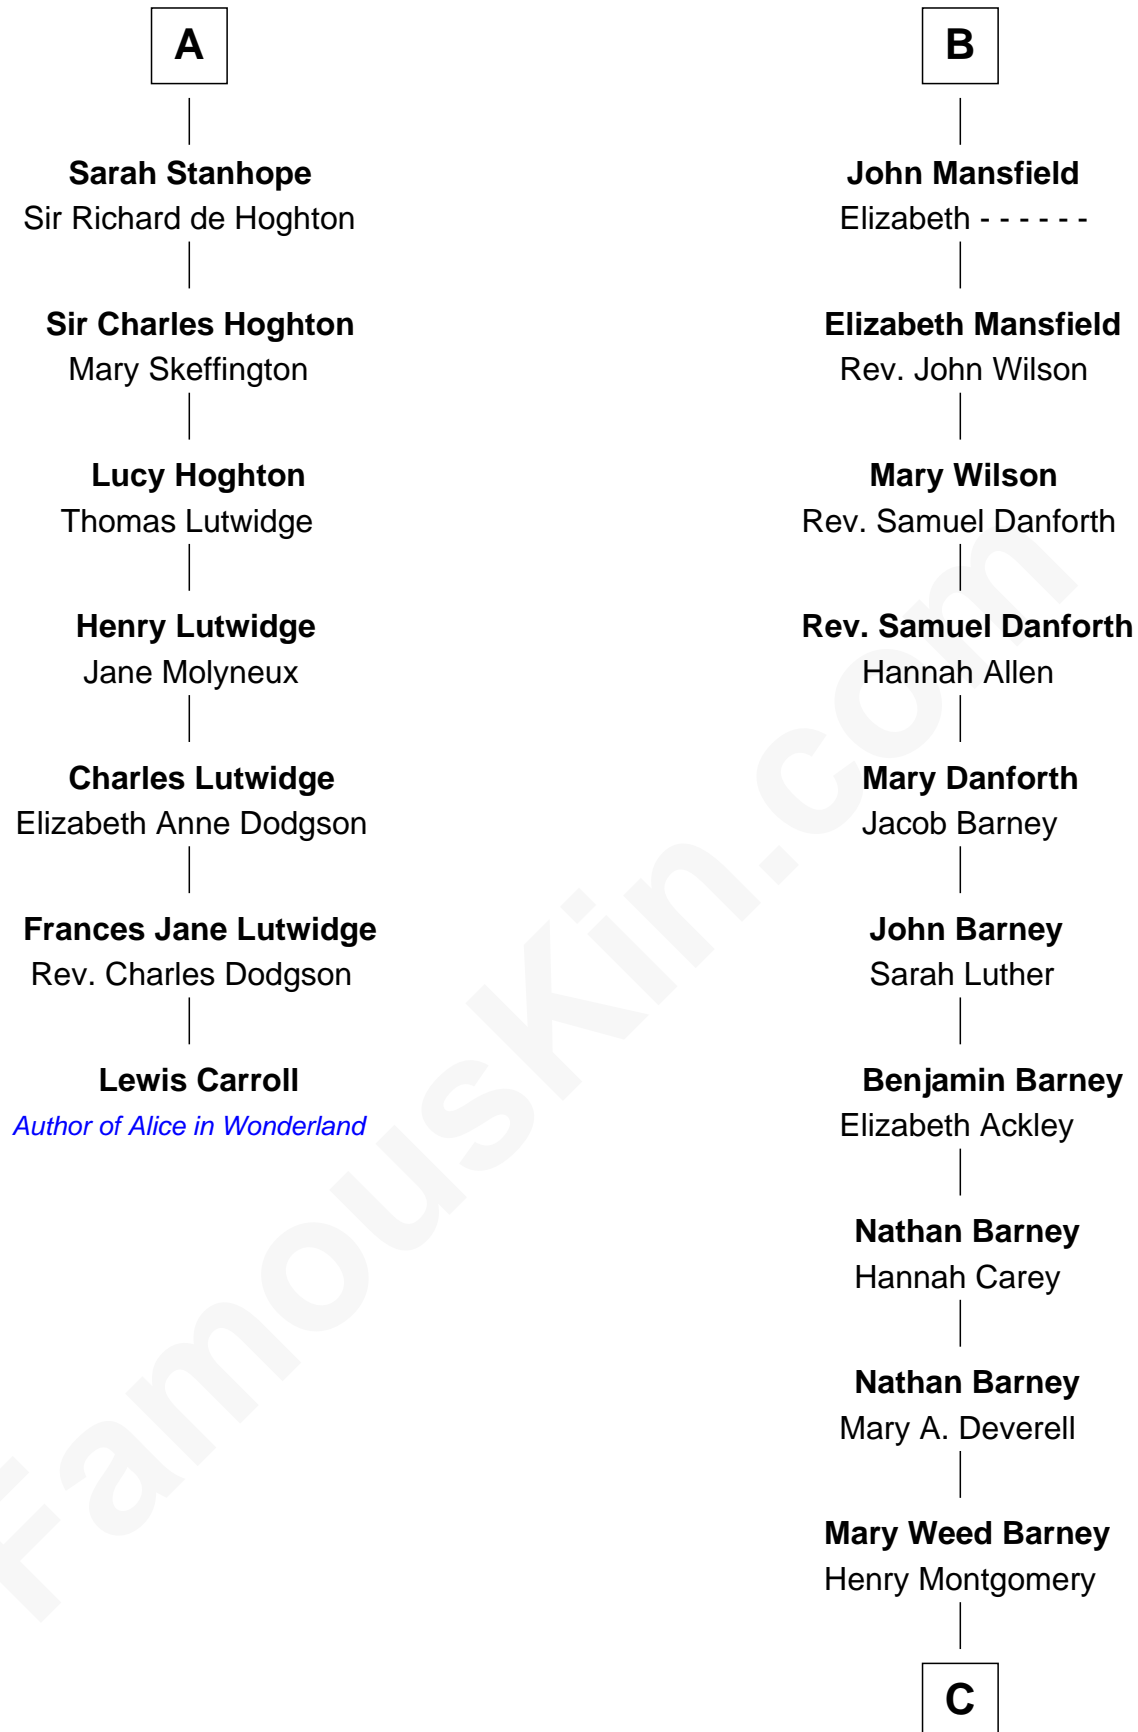 A
Sarah Stanhope
Sir Richard de Hoghton
Sir Charles Hoghton
Mary Skeffington
Lucy Hoghton
Thomas Lutwidge
Henry Lutwidge
Jane Molyneux
Charles Lutwidge
Elizabeth Anne Dodgson
Frances Jane Lutwidge
Rev. Charles Dodgson
Lewis Carroll
Author of Alice in Wonderland
B
John Mansfield
Elizabeth - - - - - -
Elizabeth Mansfield
Rev. John Wilson
Mary Wilson
Rev. Samuel Danforth
Rev. Samuel Danforth
Hannah Allen
Mary Danforth
Jacob Barney
John Barney
Sarah Luther
Benjamin Barney
Elizabeth Ackley
Nathan Barney
Hannah Carey
Nathan Barney
Mary A. Deverell
Mary Weed Barney
Henry Montgomery
C
FamousKin.com